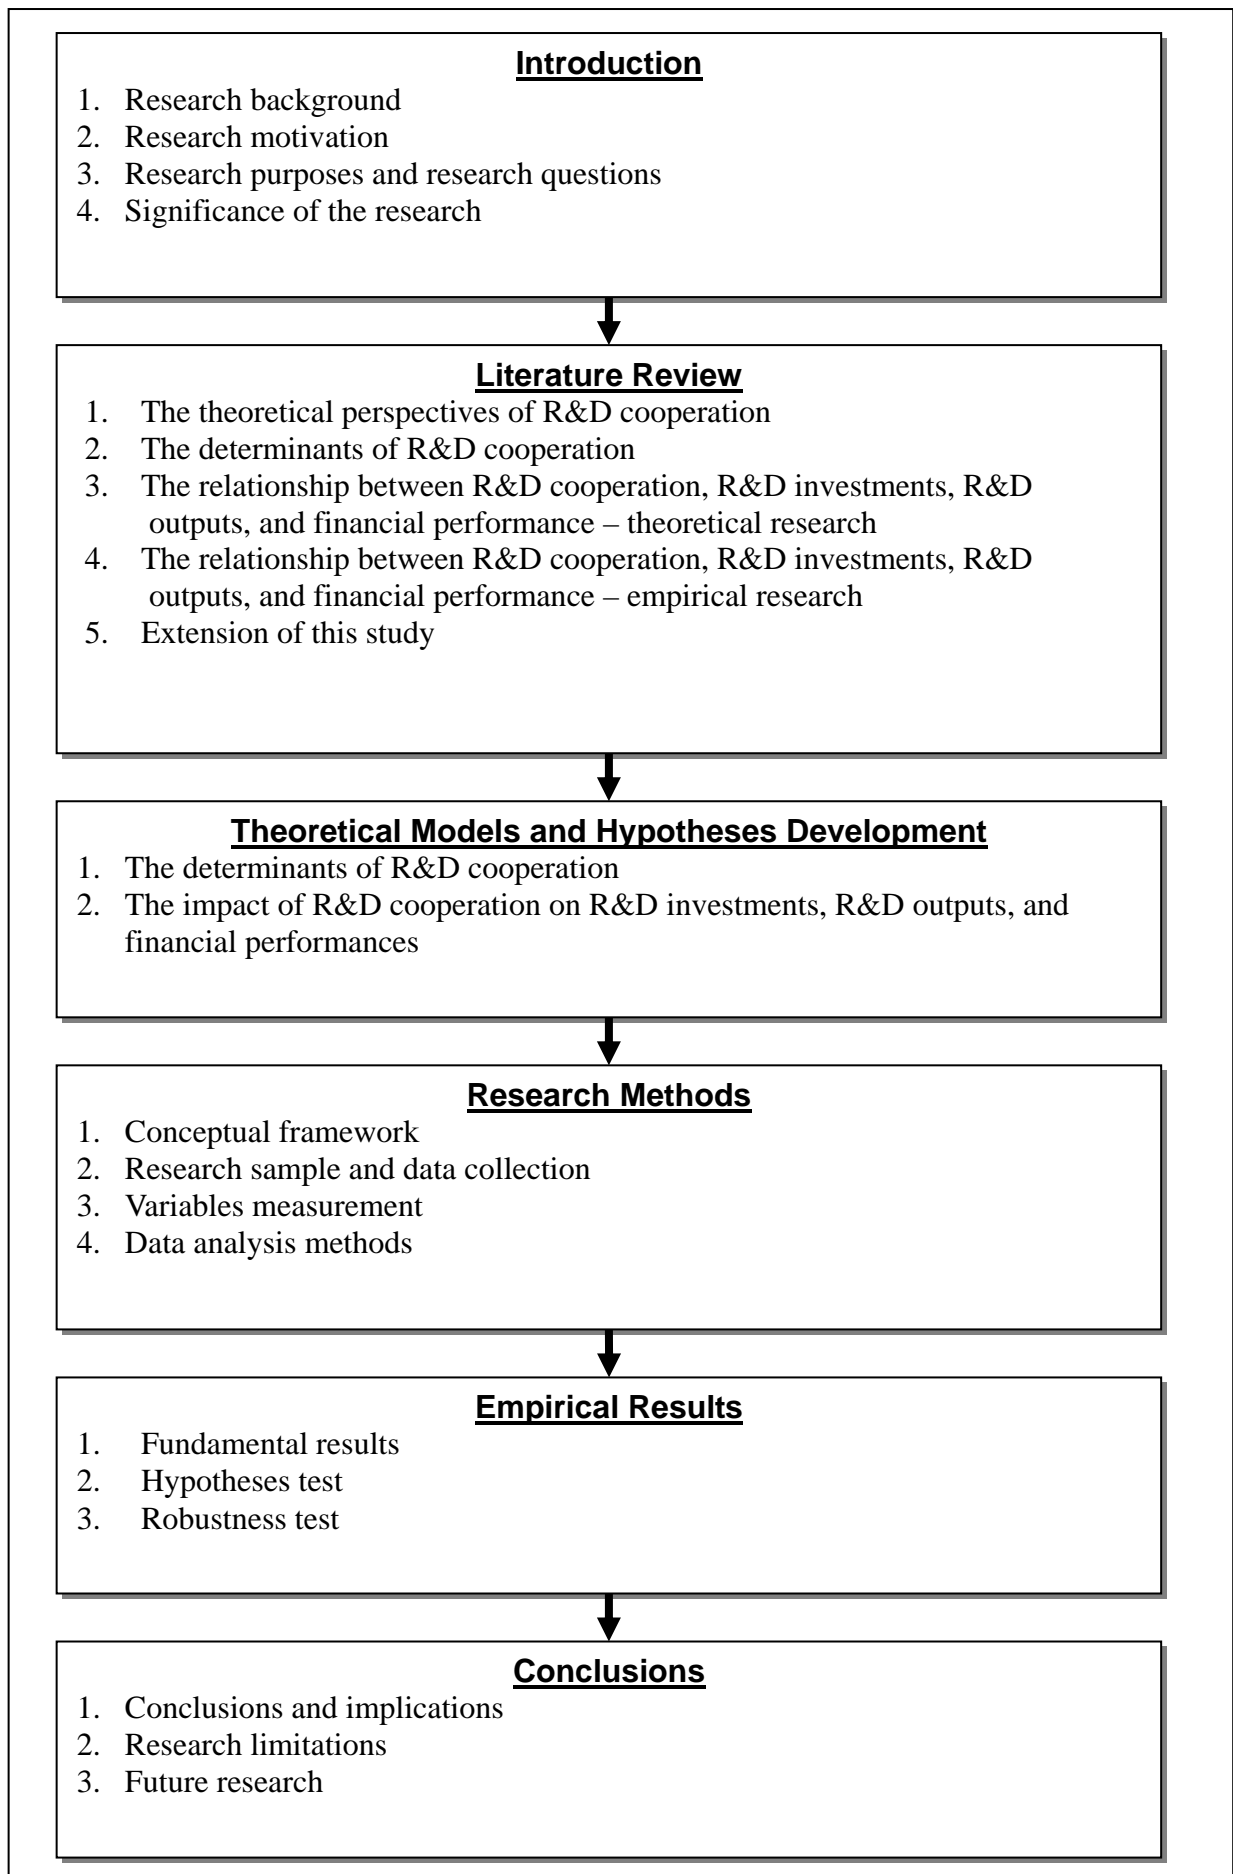 Introduction
1. Research background
2. Research motivation
3. Research purposes and research questions
4. Significance of the research
Literature Review
1. The theoretical perspectives of R&D cooperation
2. The determinants of R&D cooperation
3. The relationship between R&D cooperation, R&D investments, R&D
outputs, and financial performance – theoretical research
4. The relationship between R&D cooperation, R&D investments, R&D
outputs, and financial performance – empirical research
5. Extension of this study
Theoretical Models and Hypotheses Development
1. The determinants of R&D cooperation
2. The impact of R&D cooperation on R&D investments, R&D outputs, and
financial performances
Research Methods
1. Conceptual framework
2. Research sample and data collection
3. Variables measurement
4. Data analysis methods
Empirical Results
1. Fundamental results
2. Hypotheses test
3. Robustness test
Conclusions
1. Conclusions and implications
2. Research limitations
3. Future research